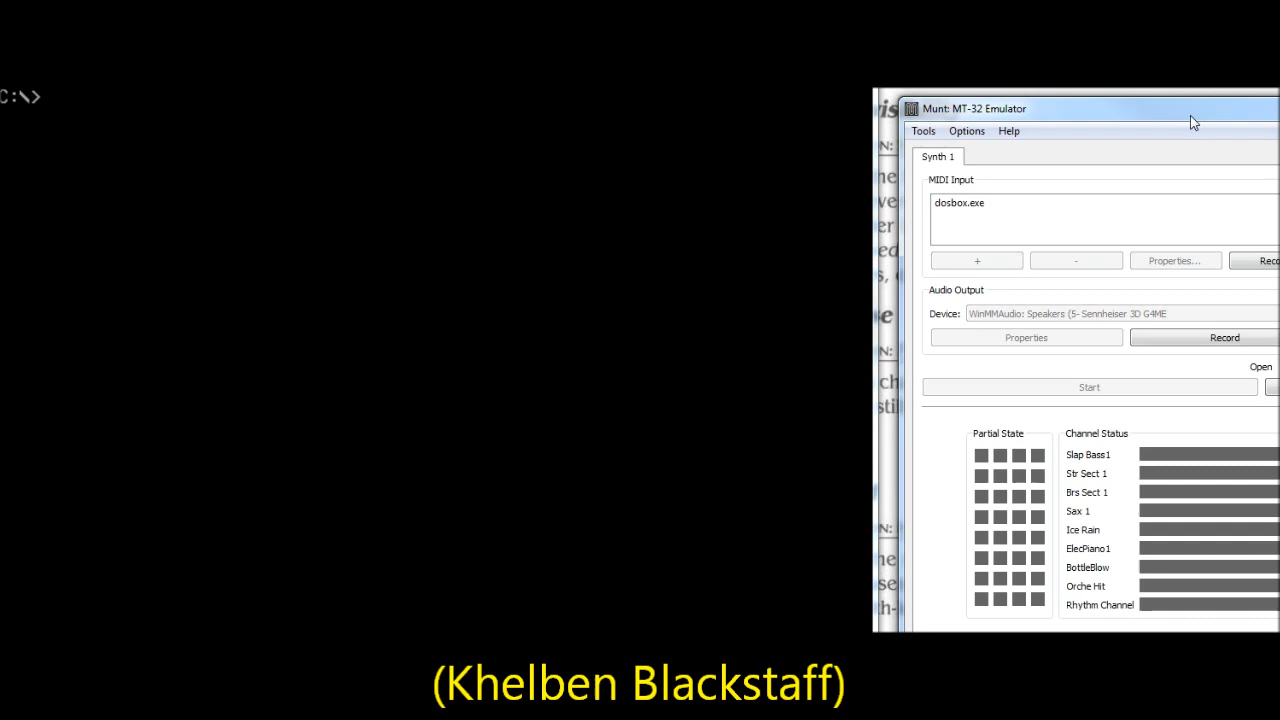 C:\>
Munt: MT-32 Emulator
Tools Options Help
Synth 1
MIDI Input
dosbox.exe
+ - Properties...
Audio Output
Device: WinMMAudio: Speakers (5- Sennheiser 3D G4ME
Properties Record
Open
Start
Partial State Channel Status
Slap Bass1
Str Sect 1
Brs Sect 1
Sax 1
Ice Rain
ElecPiano1
BottleBlow
Orche Hit
Rhythm Channel
(Khelben Blackstaff)